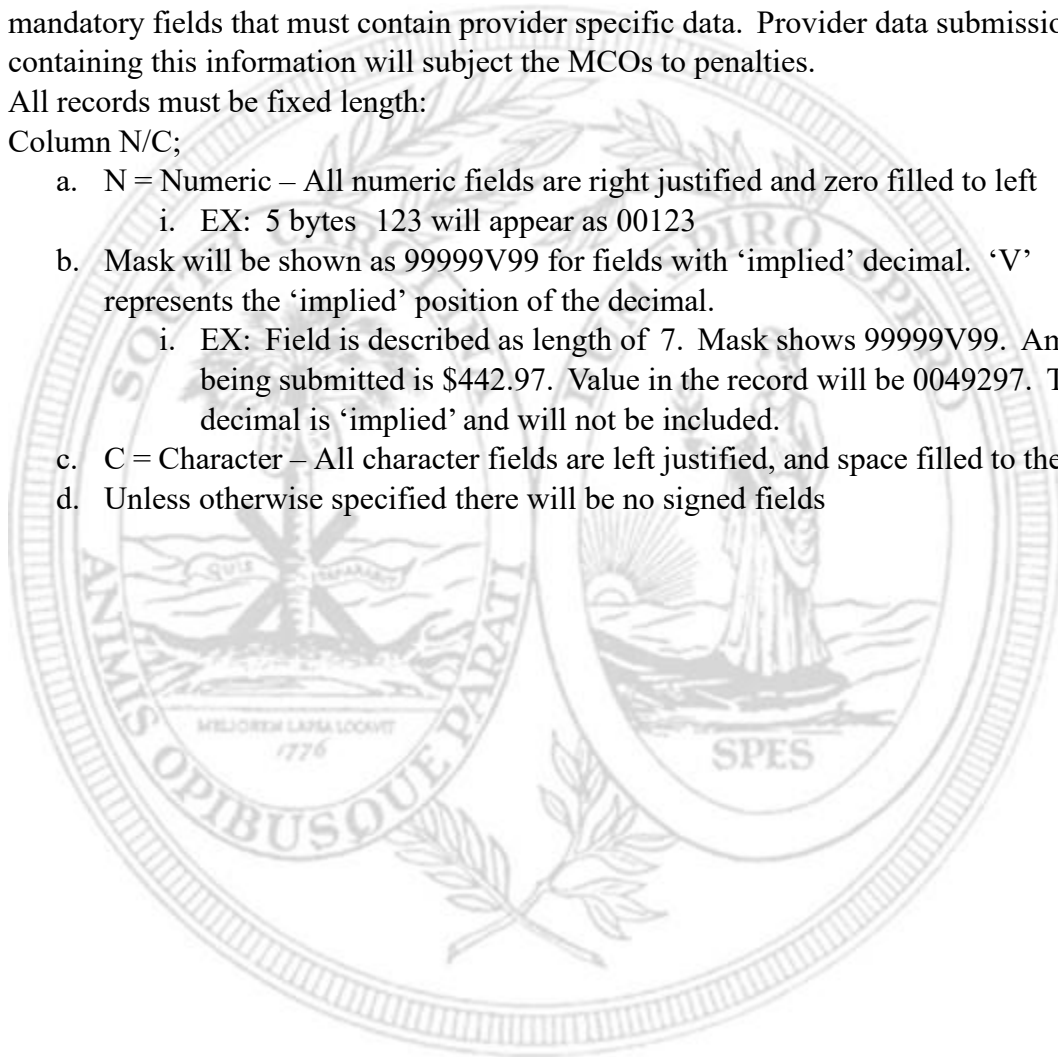 mandatory fields that must contain provider specific data. Provider data submissio
containing this information will subject the MCOs to penalties.
All records must be fixed length:
Column N/C;
a. N = Numeric – All numeric fields are right justified and zero filled to left
i. EX: 5 bytes 123 will appear as 00123
b. Mask will be shown as 99999V99 for fields with ‘implied’ decimal. ‘V’
represents the ‘implied’ position of the decimal.
i. EX: Field is described as length of 7. Mask shows 99999V99. Am
being submitted is $442.97. Value in the record will be 0049297. T
decimal is ‘implied’ and will not be included.
c. C = Character – All character fields are left justified, and space filled to the
d. Unless otherwise specified there will be no signed fields
SOUTH CAROLINA
DUM SPIRO SPERO
QUIS SEPARABIT
MELIOREM LAPSA LOCAVIT
1776
ANIMIS OPIBUSQUE PARATI
SPES